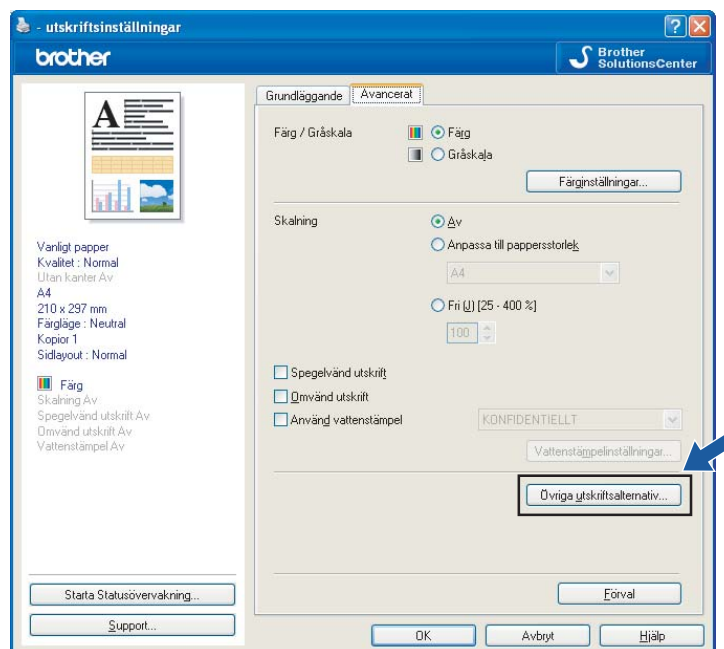 - utskriftsinställningar
brother
Brother
SolutionsCenter
Grundläggande
Avancerat
A
Färg / Gråskala
Färg
Gråskala
Färginställningar...
Skalning
Av
Anpassa till pappersstorlek
A4
Fri (J) [25 - 400 %]
100
Spegelvänd utskrift
Omvänd utskrift
Använd vattenstämpel
KONFIDENTIELLT
Vattenstämpelinställningar...
Övriga utskriftsalternativ...
Vanligt papper
Kvalitet : Normal
Utan kanter Av
A4
210 x 297 mm
Färgläge : Neutral
Kopior 1
Sidlayout : Normal
Färg
Skalning Av
Spegelvänd utskrift Av
Omvänd utskrift Av
Vattenstämpel Av
Starta Statusövervakning...
Support...
Förval
OK
Avbryt
Hjälp